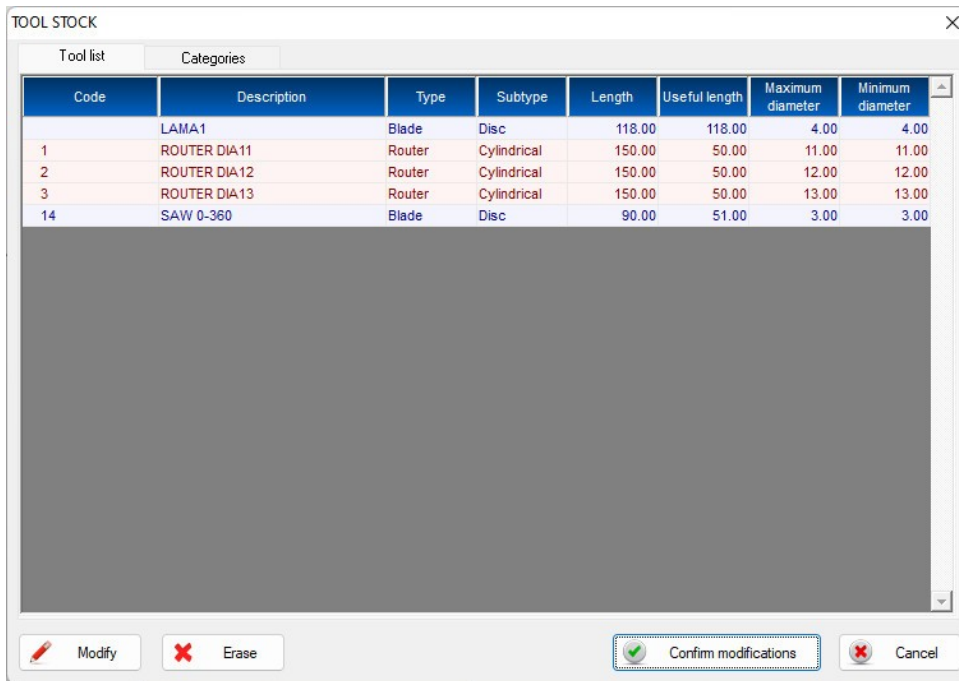 TOOL STOCK
Tool list Categories
Code Description Type Subtype Length Useful length Maximum diameter Minimum diameter
LAMA1 Blade Disc 118.00 118.00 4.00 4.00
1 ROUTER DIA11 Router Cylindrical 150.00 50.00 11.00 11.00
2 ROUTER DIA12 Router Cylindrical 150.00 50.00 12.00 12.00
3 ROUTER DIA13 Router Cylindrical 150.00 50.00 13.00 13.00
14 SAW 0-360 Blade Disc 90.00 51.00 3.00 3.00
Modify Erase Confirm modifications Cancel